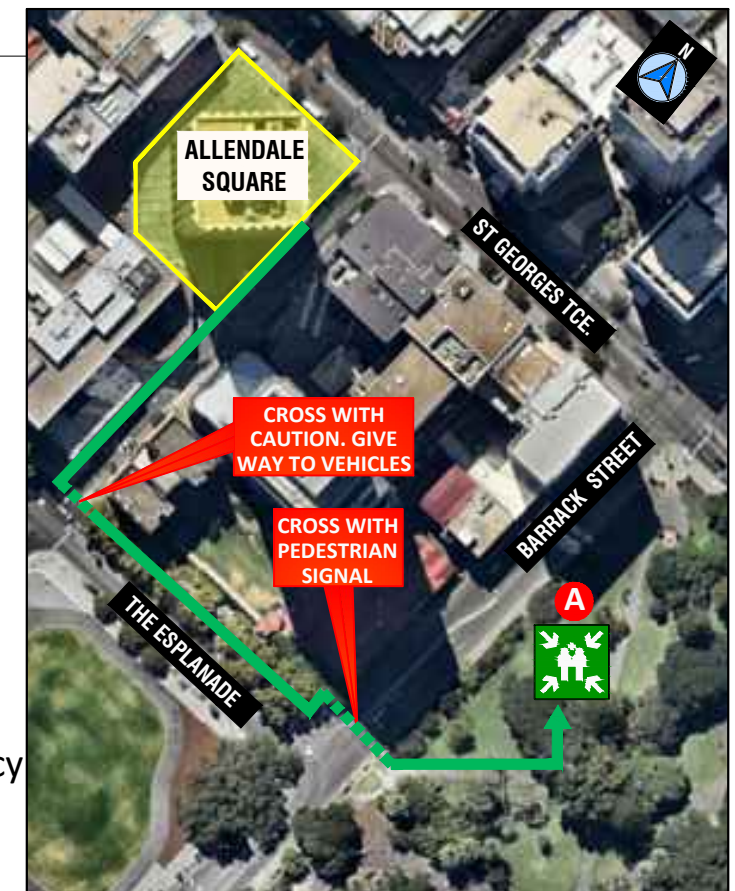 N
ALLENDALE
SQUARE
ST GEORGES TCE.
CROSS WITH
CAUTION. GIVE
WAY TO VEHICLES
BARRACK STREET
CROSS WITH
PEDESTRIAN
SIGNAL
A
THE ESPLANADE
cy